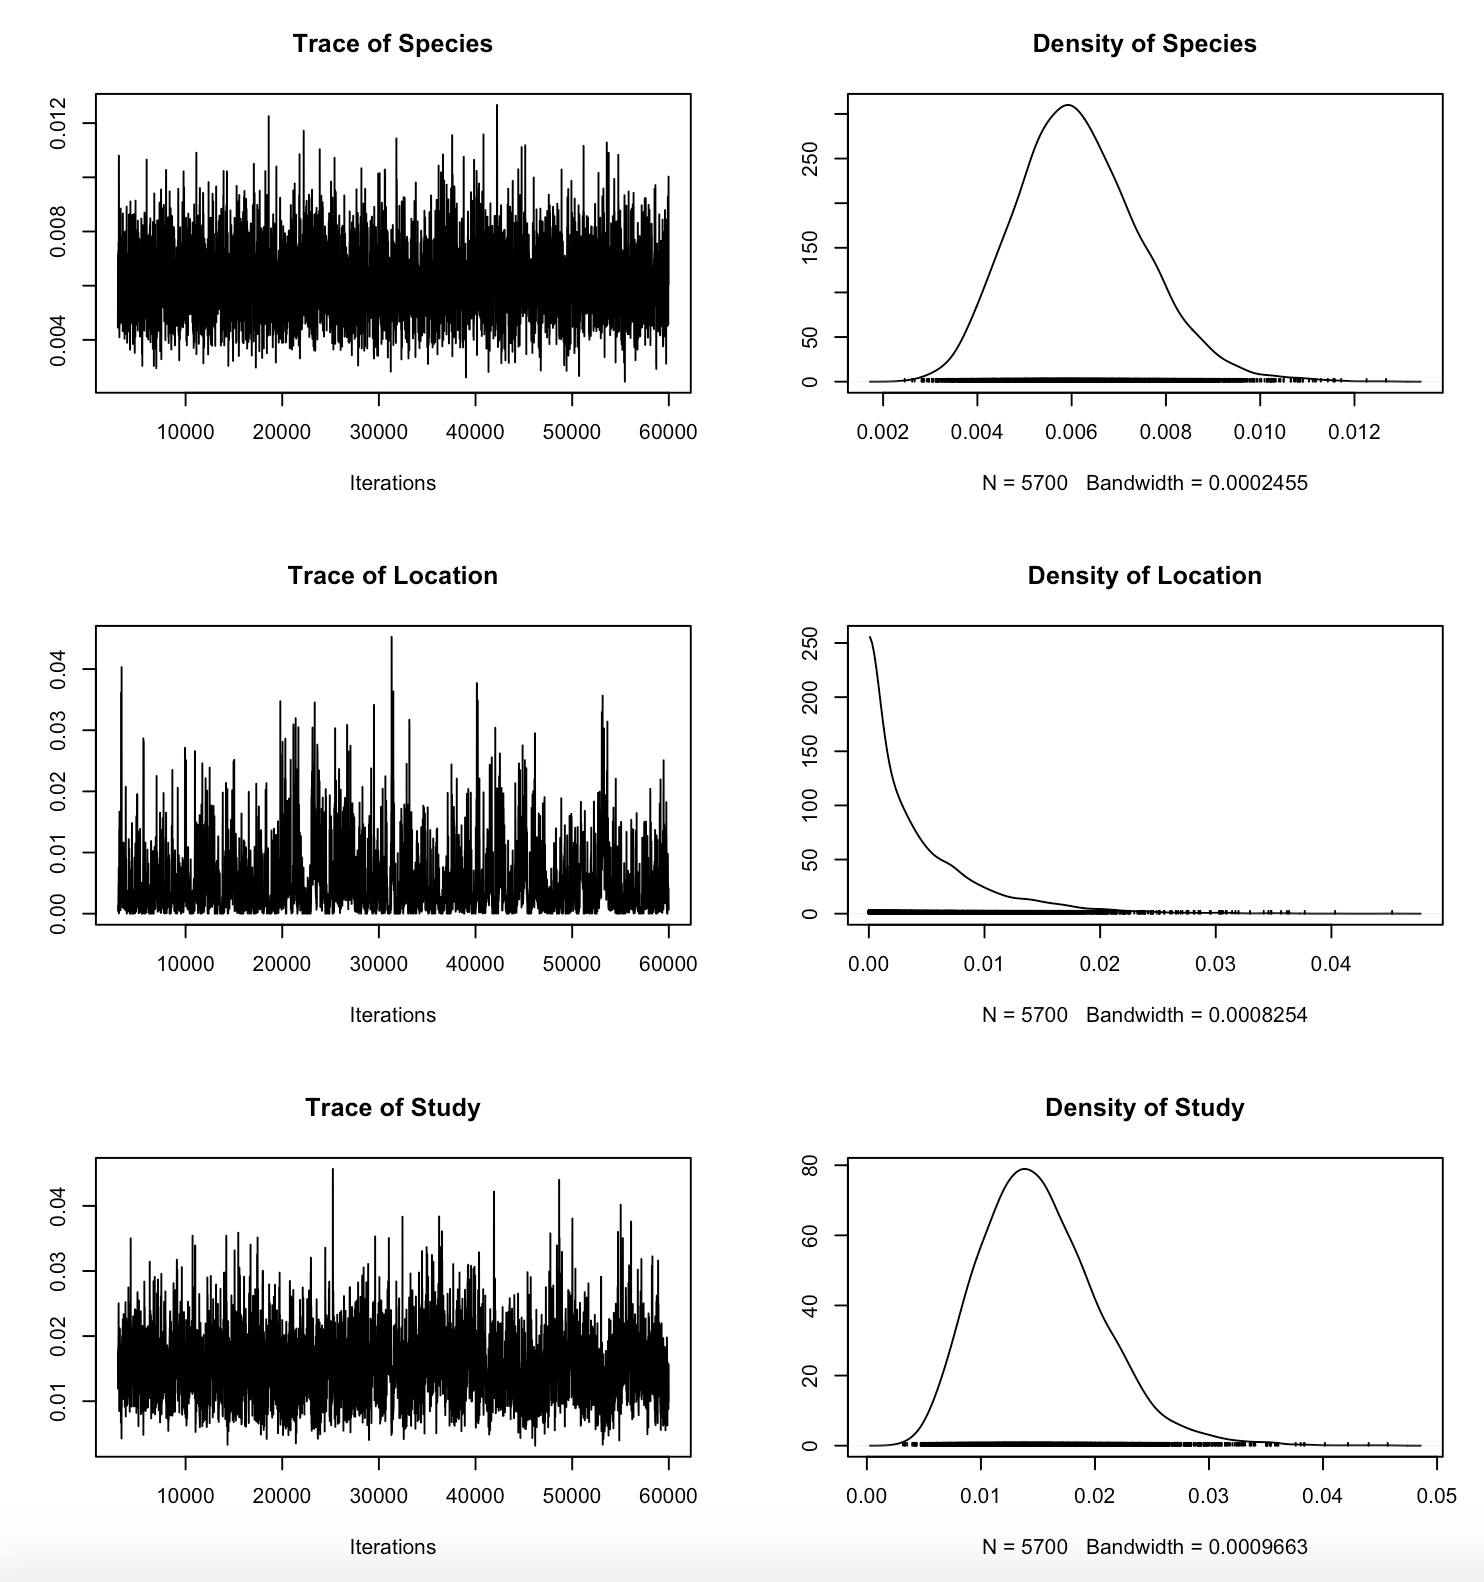 Trace of Species
0.012
0.008
0.004
10000 20000 30000 40000 50000 60000
Iterations
Density of Species
250
150
50
0
0.002 0.004 0.006 0.008 0.010 0.012
N = 5700 Bandwidth = 0.0002455
Trace of Location
0.04
0.03
0.02
0.01
0.00
10000 20000 30000 40000 50000 60000
Iterations
Density of Location
250
200
150
100
50
0
0.00 0.01 0.02 0.03 0.04
N = 5700 Bandwidth = 0.0008254
Trace of Study
0.04
0.03
0.02
0.01
10000 20000 30000 40000 50000 60000
Iterations
Density of Study
80
60
40
20
0
0.00 0.01 0.02 0.03 0.04 0.05
N = 5700 Bandwidth = 0.0009663